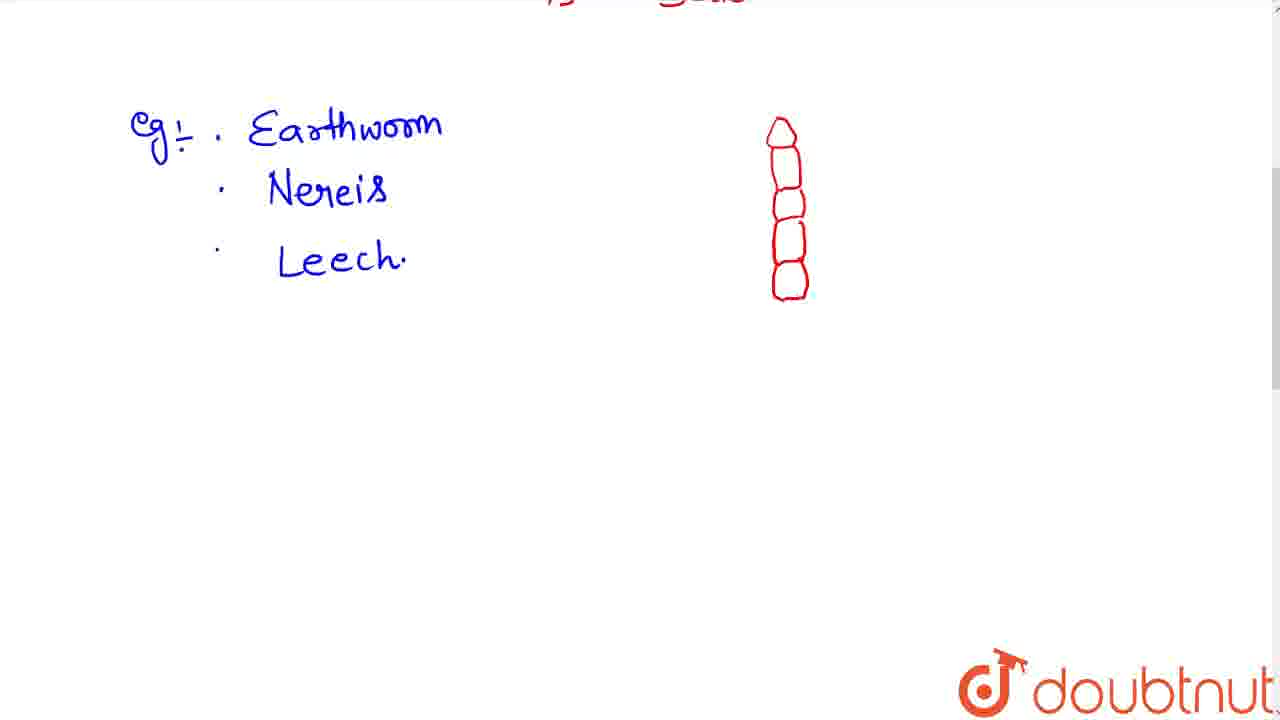 eg:- . Earthworm
. Nereis
. Leech.
doubtnut